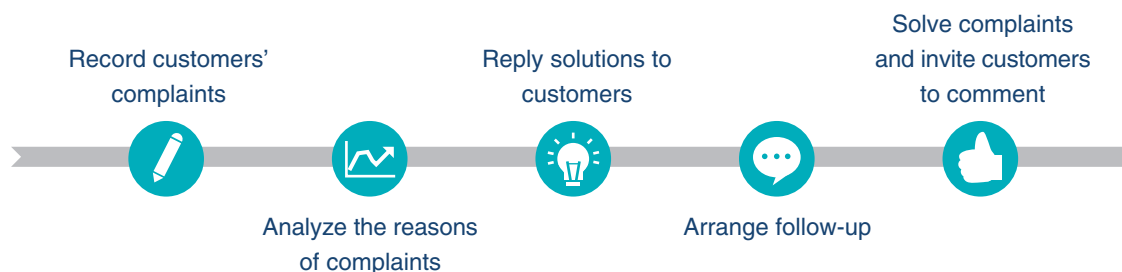 Record customers'
complaints
Analyze the reasons
of complaints
Reply solutions to
customers
Arrange follow-up
Solve complaints
and invite customers
to comment